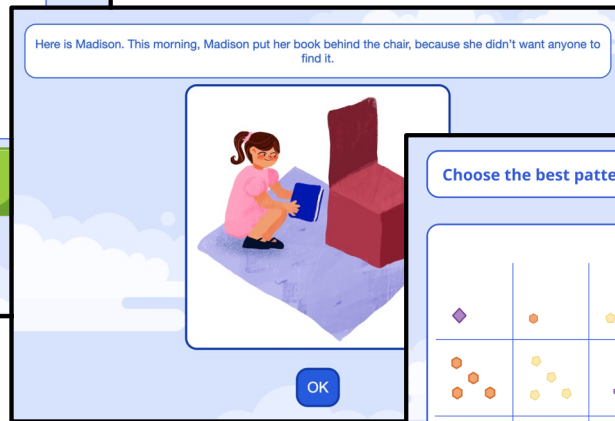 Here is Madison. This morning, Madison put her book behind the chair, because she didn't want anyone to
find it.
Choose the best
OK